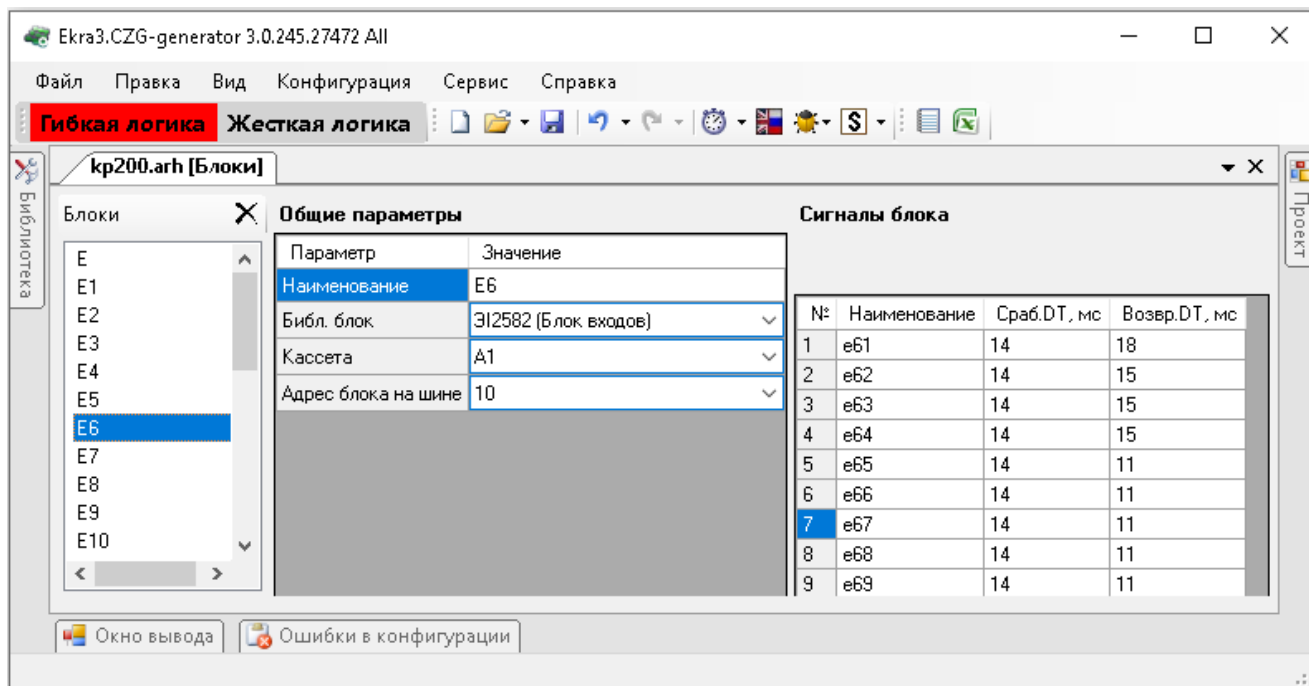 Ekra3.CZG-generator 3.0.245.27472 All
Файл Правка Вид Конфигурация Сервис Справка
Гибкая логика Жесткая логика
kp200.arh [Блоки]
Библиотека
Проект
Блоки
E
E1
E2
E3
E4
E5
E6
E7
E8
E9
E10
Общие параметры
Параметр Значение
Наименование E6
Библ. блок ЭI2582 (Блок входов)
Кассета A1
Адрес блока на шине 10
Сигналы блока
№ Наименование Сраб.DT, мс Возвр.DT, мс
1 e61 14 18
2 e62 14 15
3 e63 14 15
4 e64 14 15
5 e65 14 11
6 e66 14 11
7 e67 14 11
8 e68 14 11
9 e69 14 11
Окно вывода Ошибки в конфигурации